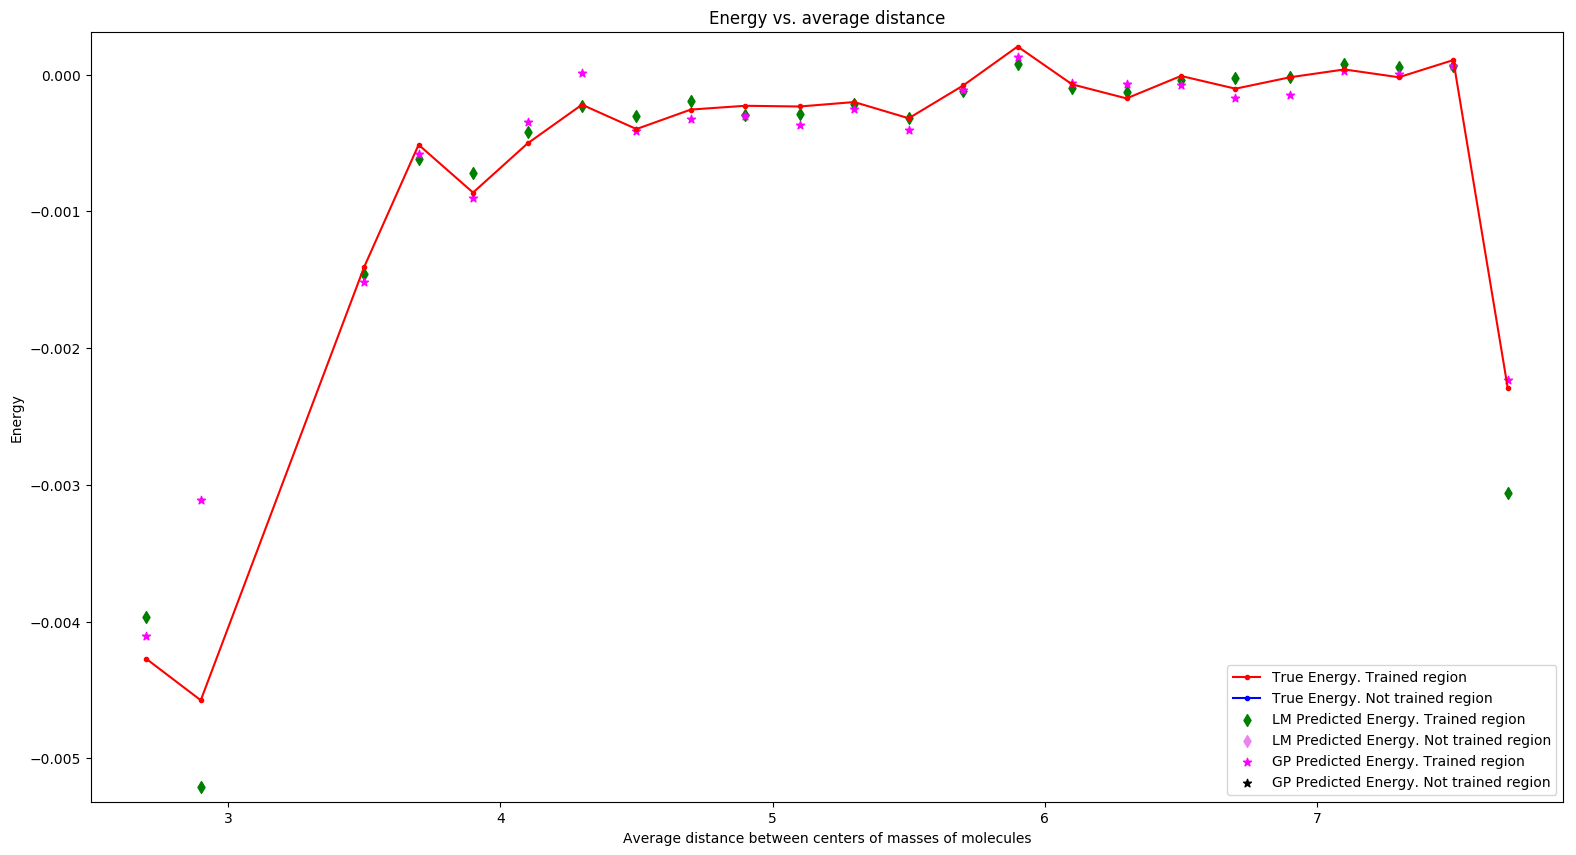 Energy vs. average distance
0.000
−0.001
−0.002
−0.003
−0.004
−0.005
Energy
3 4 5 6 7
Average distance between centers of masses of molecules
True Energy. Trained region
True Energy. Not trained region
LM Predicted Energy. Trained region
LM Predicted Energy. Not trained region
GP Predicted Energy. Trained region
GP Predicted Energy. Not trained region